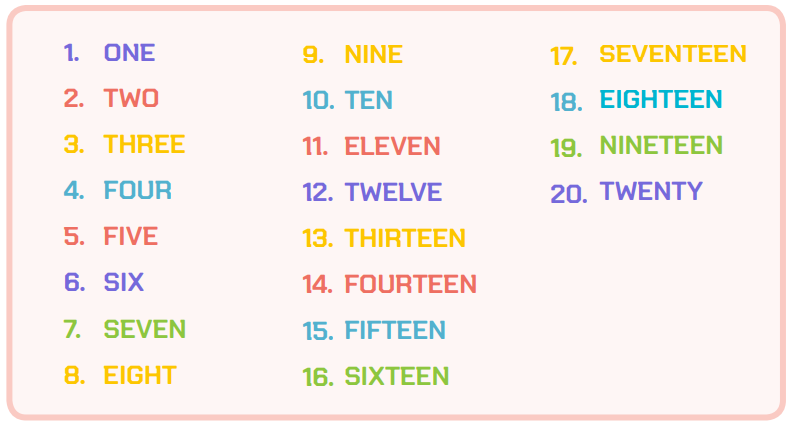 1. ONE
2. TWO
3. THREE
4. FOUR
5. FIVE
6. SIX
7. SEVEN
8. EIGHT
9. NINE
10. TEN
11. ELEVEN
12. TWELVE
13. THIRTEEN
14. FOURTEEN
15. FIFTEEN
16. SIXTEEN
17. SEVENTEEN
18. EIGHTEEN
19. NINETEEN
20. TWENTY